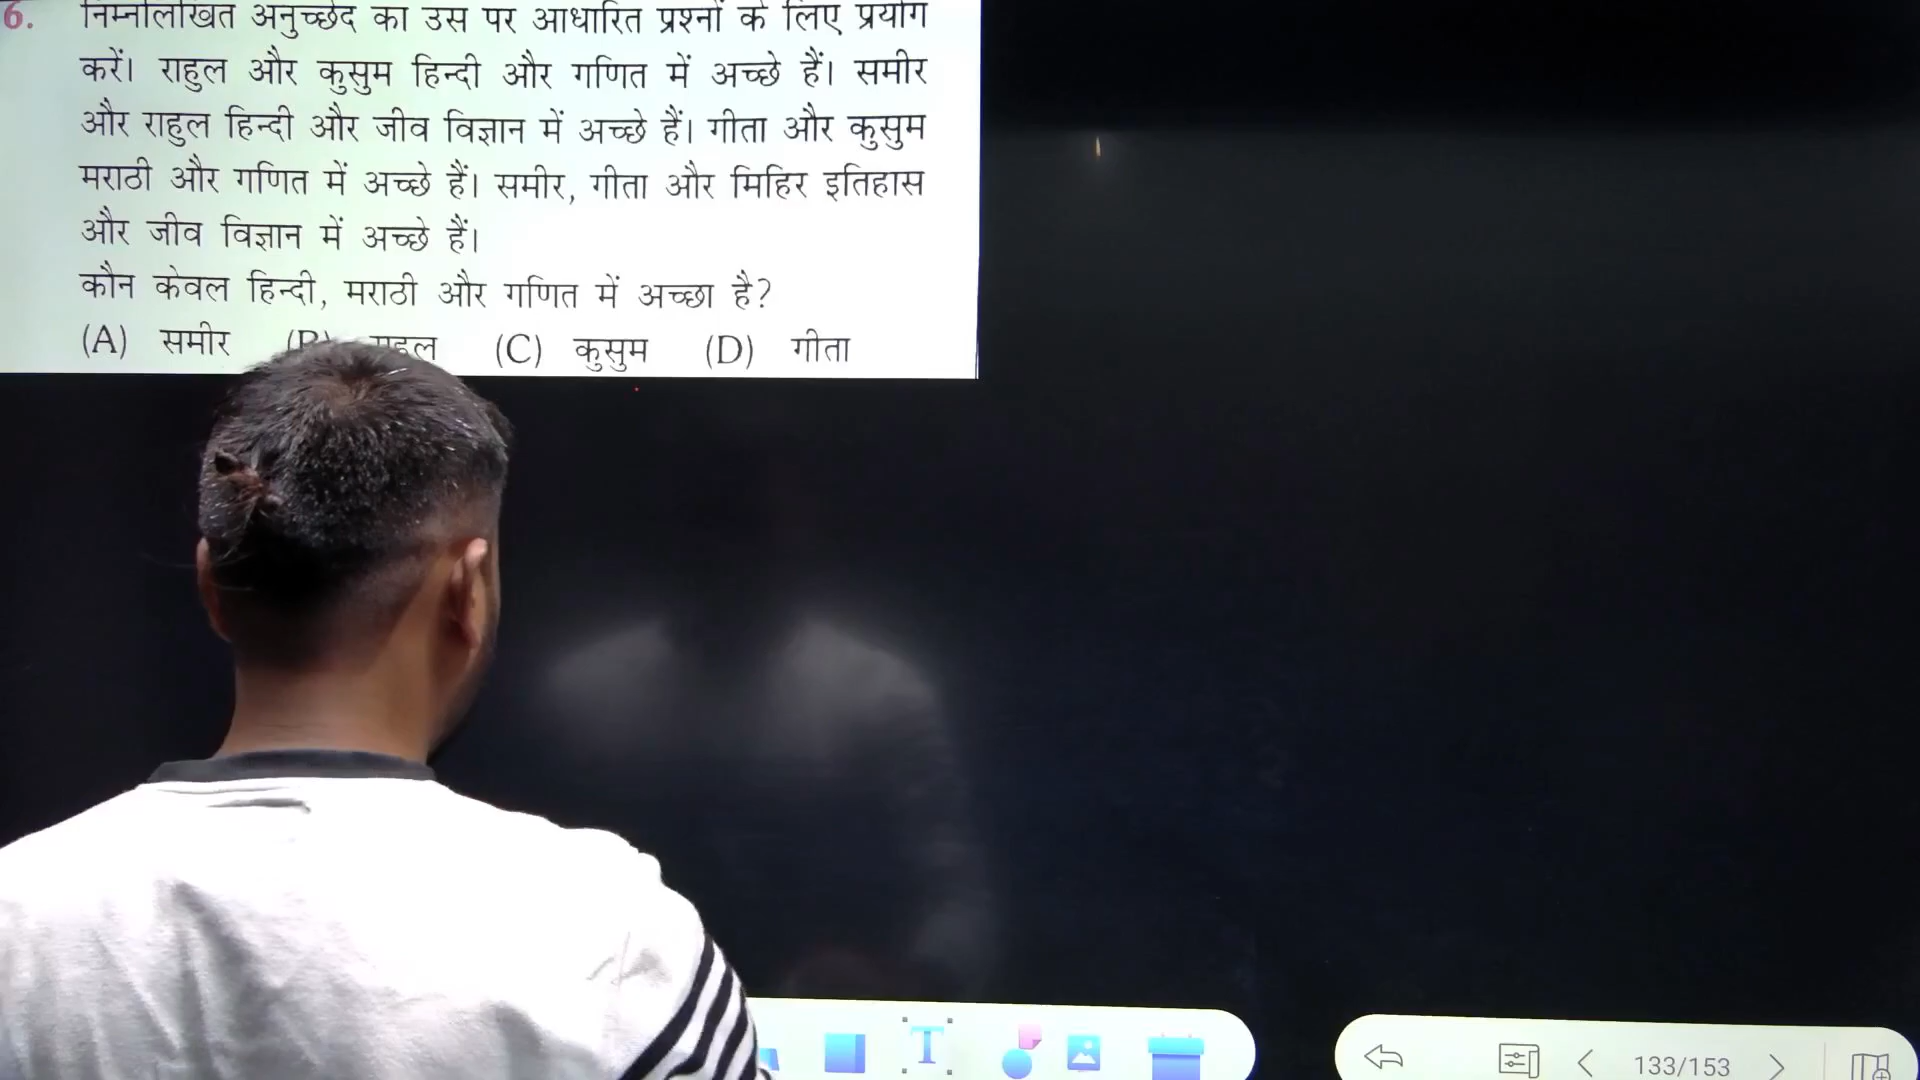 6. निम्नलिखित अनुच्छेद का उस पर आधारित प्रश्नों के लिए प्रयोग
करें। राहुल और कुसुम हिन्दी और गणित में अच्छे हैं। समीर
और राहुल हिन्दी और जीव विज्ञान में अच्छे हैं। गीता और कुसुम
मराठी और गणित में अच्छे हैं। समीर, गीता और मिहिर इतिहास
और जीव विज्ञान में अच्छे हैं।
कौन केवल हिन्दी, मराठी और गणित में अच्छा है?
(A) समीर (B) (C) कुसुम (D) गीता
T
133/153